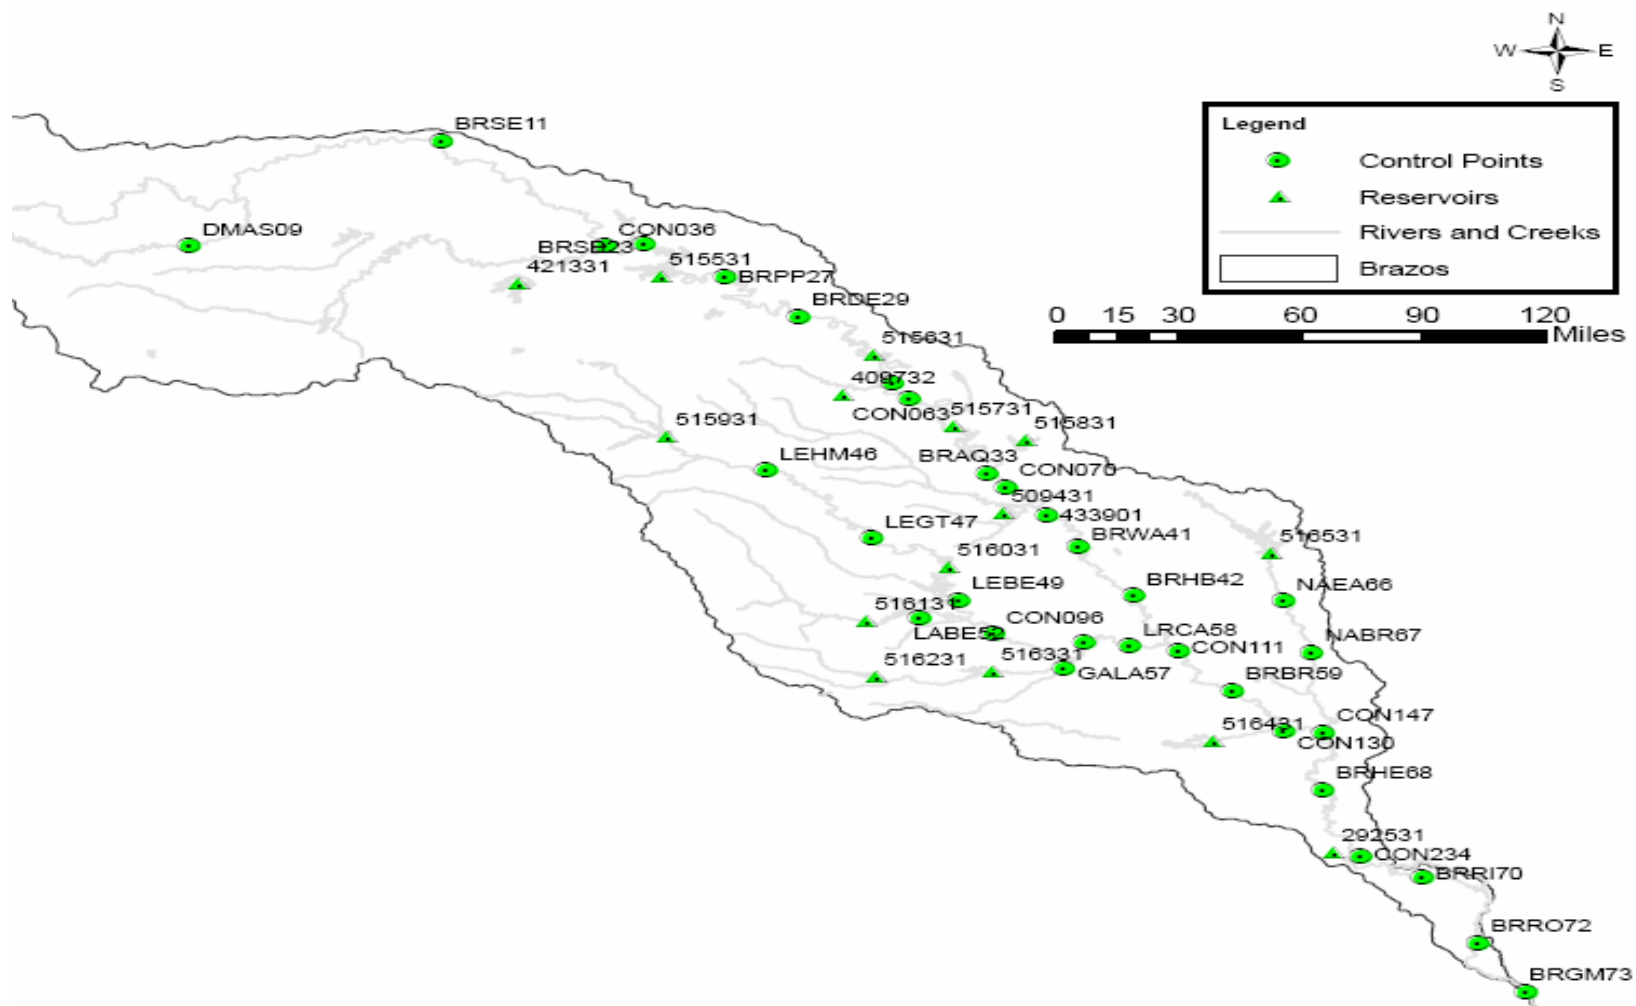 N
W E
S
BRSE11
Legend
Control Points
Reservoirs
Rivers and Creeks
Brazos
DMAS09
CON036
BRSB23
421331
515531
BRPP27
BRDE29
0 15 30 60 90 120
Miles
515631
409732
CON063
515731
515931
515831
LEHM46
BRAQ33
CON070
509431
433901
LEGT47
BRWA41
516031
516531
LEBE49
BRHB42
NAEA66
516131
CON096
LABE52
LRCA58
NABR67
CON111
516231
516331
GALA57
BRBR59
516431
CON147
CON130
BRHE68
292531
CON234
BRRI70
BRRO72
BRGM73